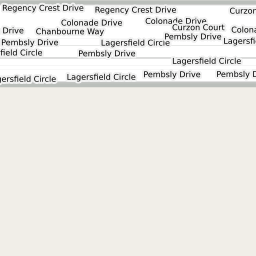 Regency Crest Drive
Regency Crest Drive
Curzon
Colonade Drive
Colonade Drive
Curzon Court
Drive
Chanbourne Way
Colona
Pembsly Drive
Pembsly Drive
Lagersfield Circle
Lagersfi
field Circle
Pembsly Drive
Lagersfield Circle
gersfield Circle
Lagersfield Circle
Pembsly Drive
Pembsly D